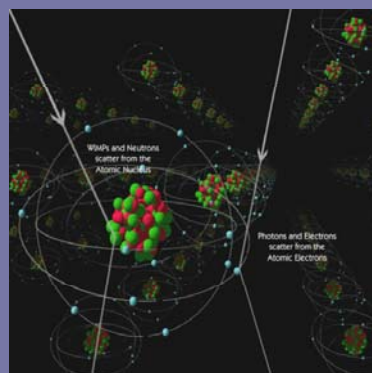 WIMPs and Neutrons
scatter from the
Atomic Nucleus
Photons and Electrons
scatter from the
Atomic Electrons